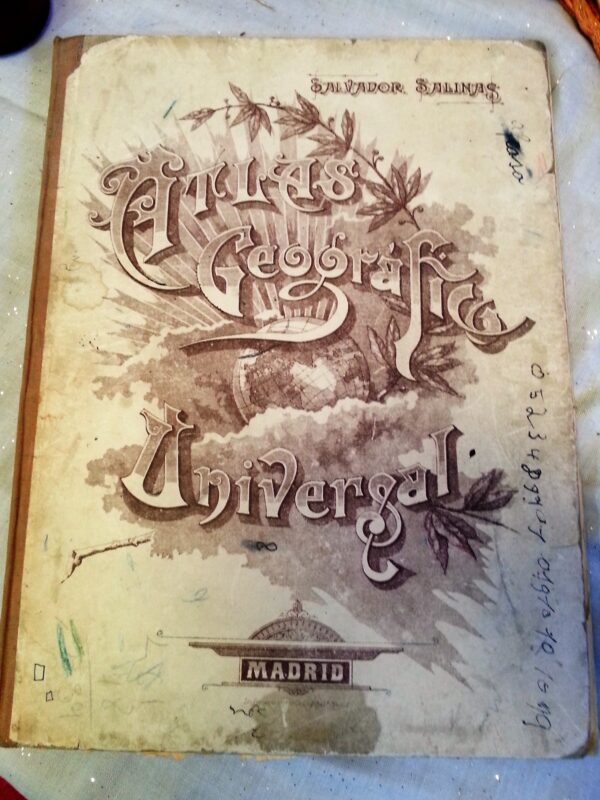 SALVADOR SALINAS
ATLAS
Geográfico
Universal.
MADRID